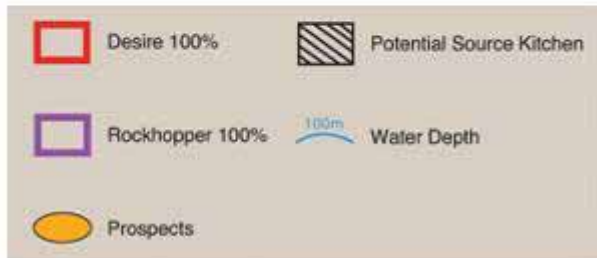 Desire 100%
Potential Source Kitchen
Rockhopper 100%
100m
Water Depth
Prospects